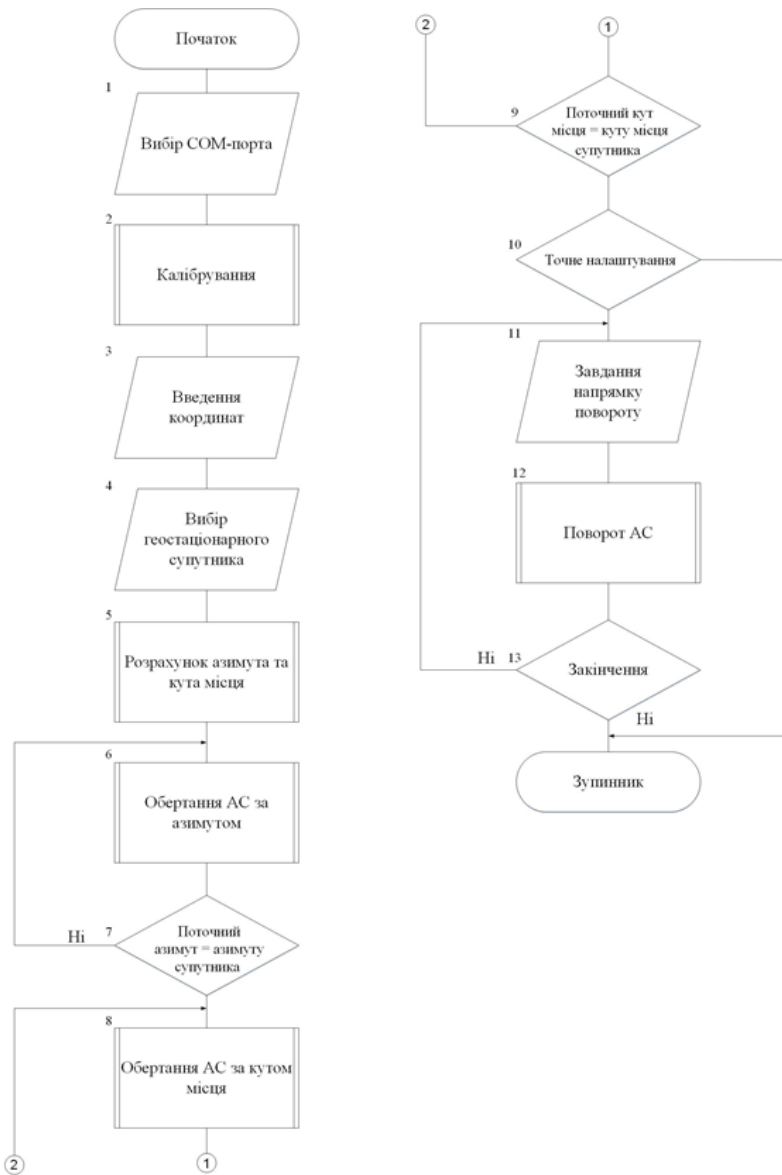 Початок
1
Вибір COM-порта
2
Калібрування
3
Введення
координат
4
Вибір
геостаціонарного
супутника
5
Розрахунок азимута та
кута місця
6
Обертання АС за
азимутом
7
Ні
Поточний
азимут = азимуту
супутника
8
Обертання АС за кутом
місця
2
1
2
1
9
Поточний кут
місця = куту місця
супутника
10
Точне налаштування
11
Завдання
напрямку
повороту
12
Поворот АС
Ні
13
Закінчення
Ні
Зупинник